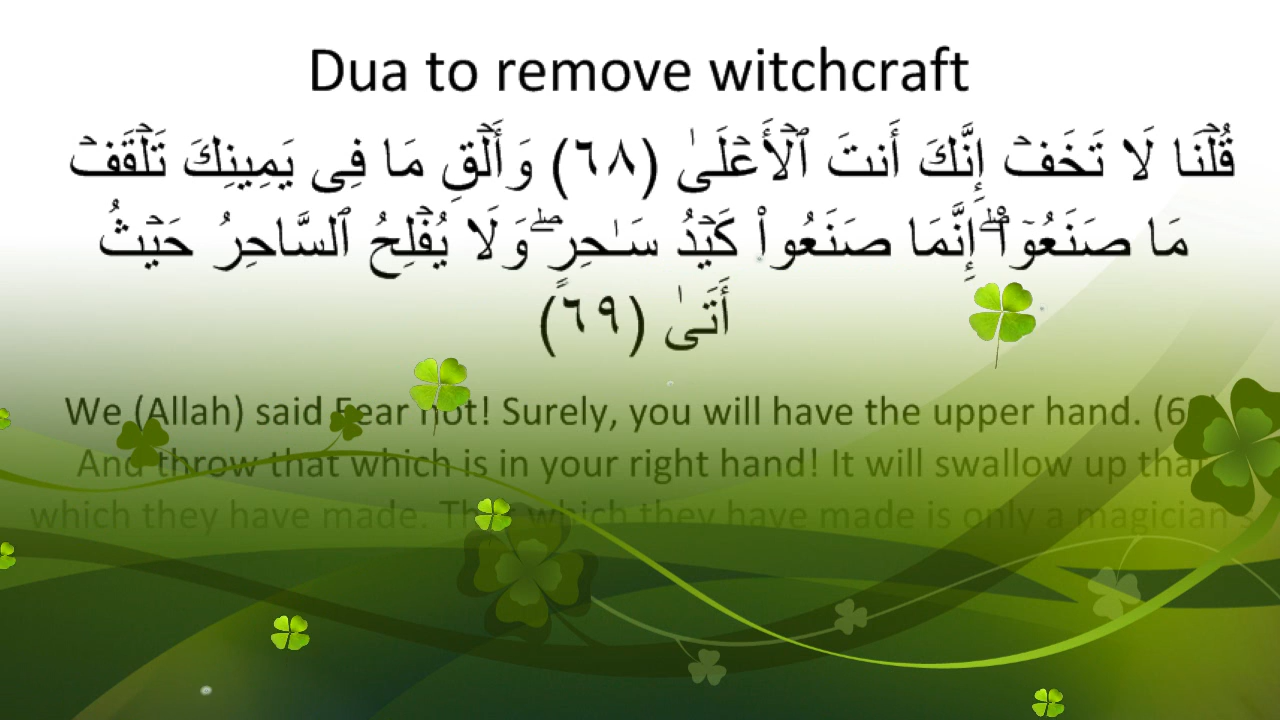 Dua to remove witchcraft
قُلْنَا لَا تَخَفْ إِنَّكَ أَنتَ ٱلْأَعْلَىٰ (٦٨) وَأَلْقِ مَا فِى يَمِينِكَ تَلْقَفْ
مَا صَنَعُوٓا۟ ۖ إِنَّمَا صَنَعُوا۟ كَيْدُ سَـٰحِرٍ ۖ وَلَا يُفْلِحُ ٱلسَّاحِرُ حَيْثُ
أَتَىٰ (٦٩)
We (Allah) said Fear not! Surely, you will have the upper hand.
And throw that which is in your right hand! It will swallow up that
which they have made. That which they have made is only a magician